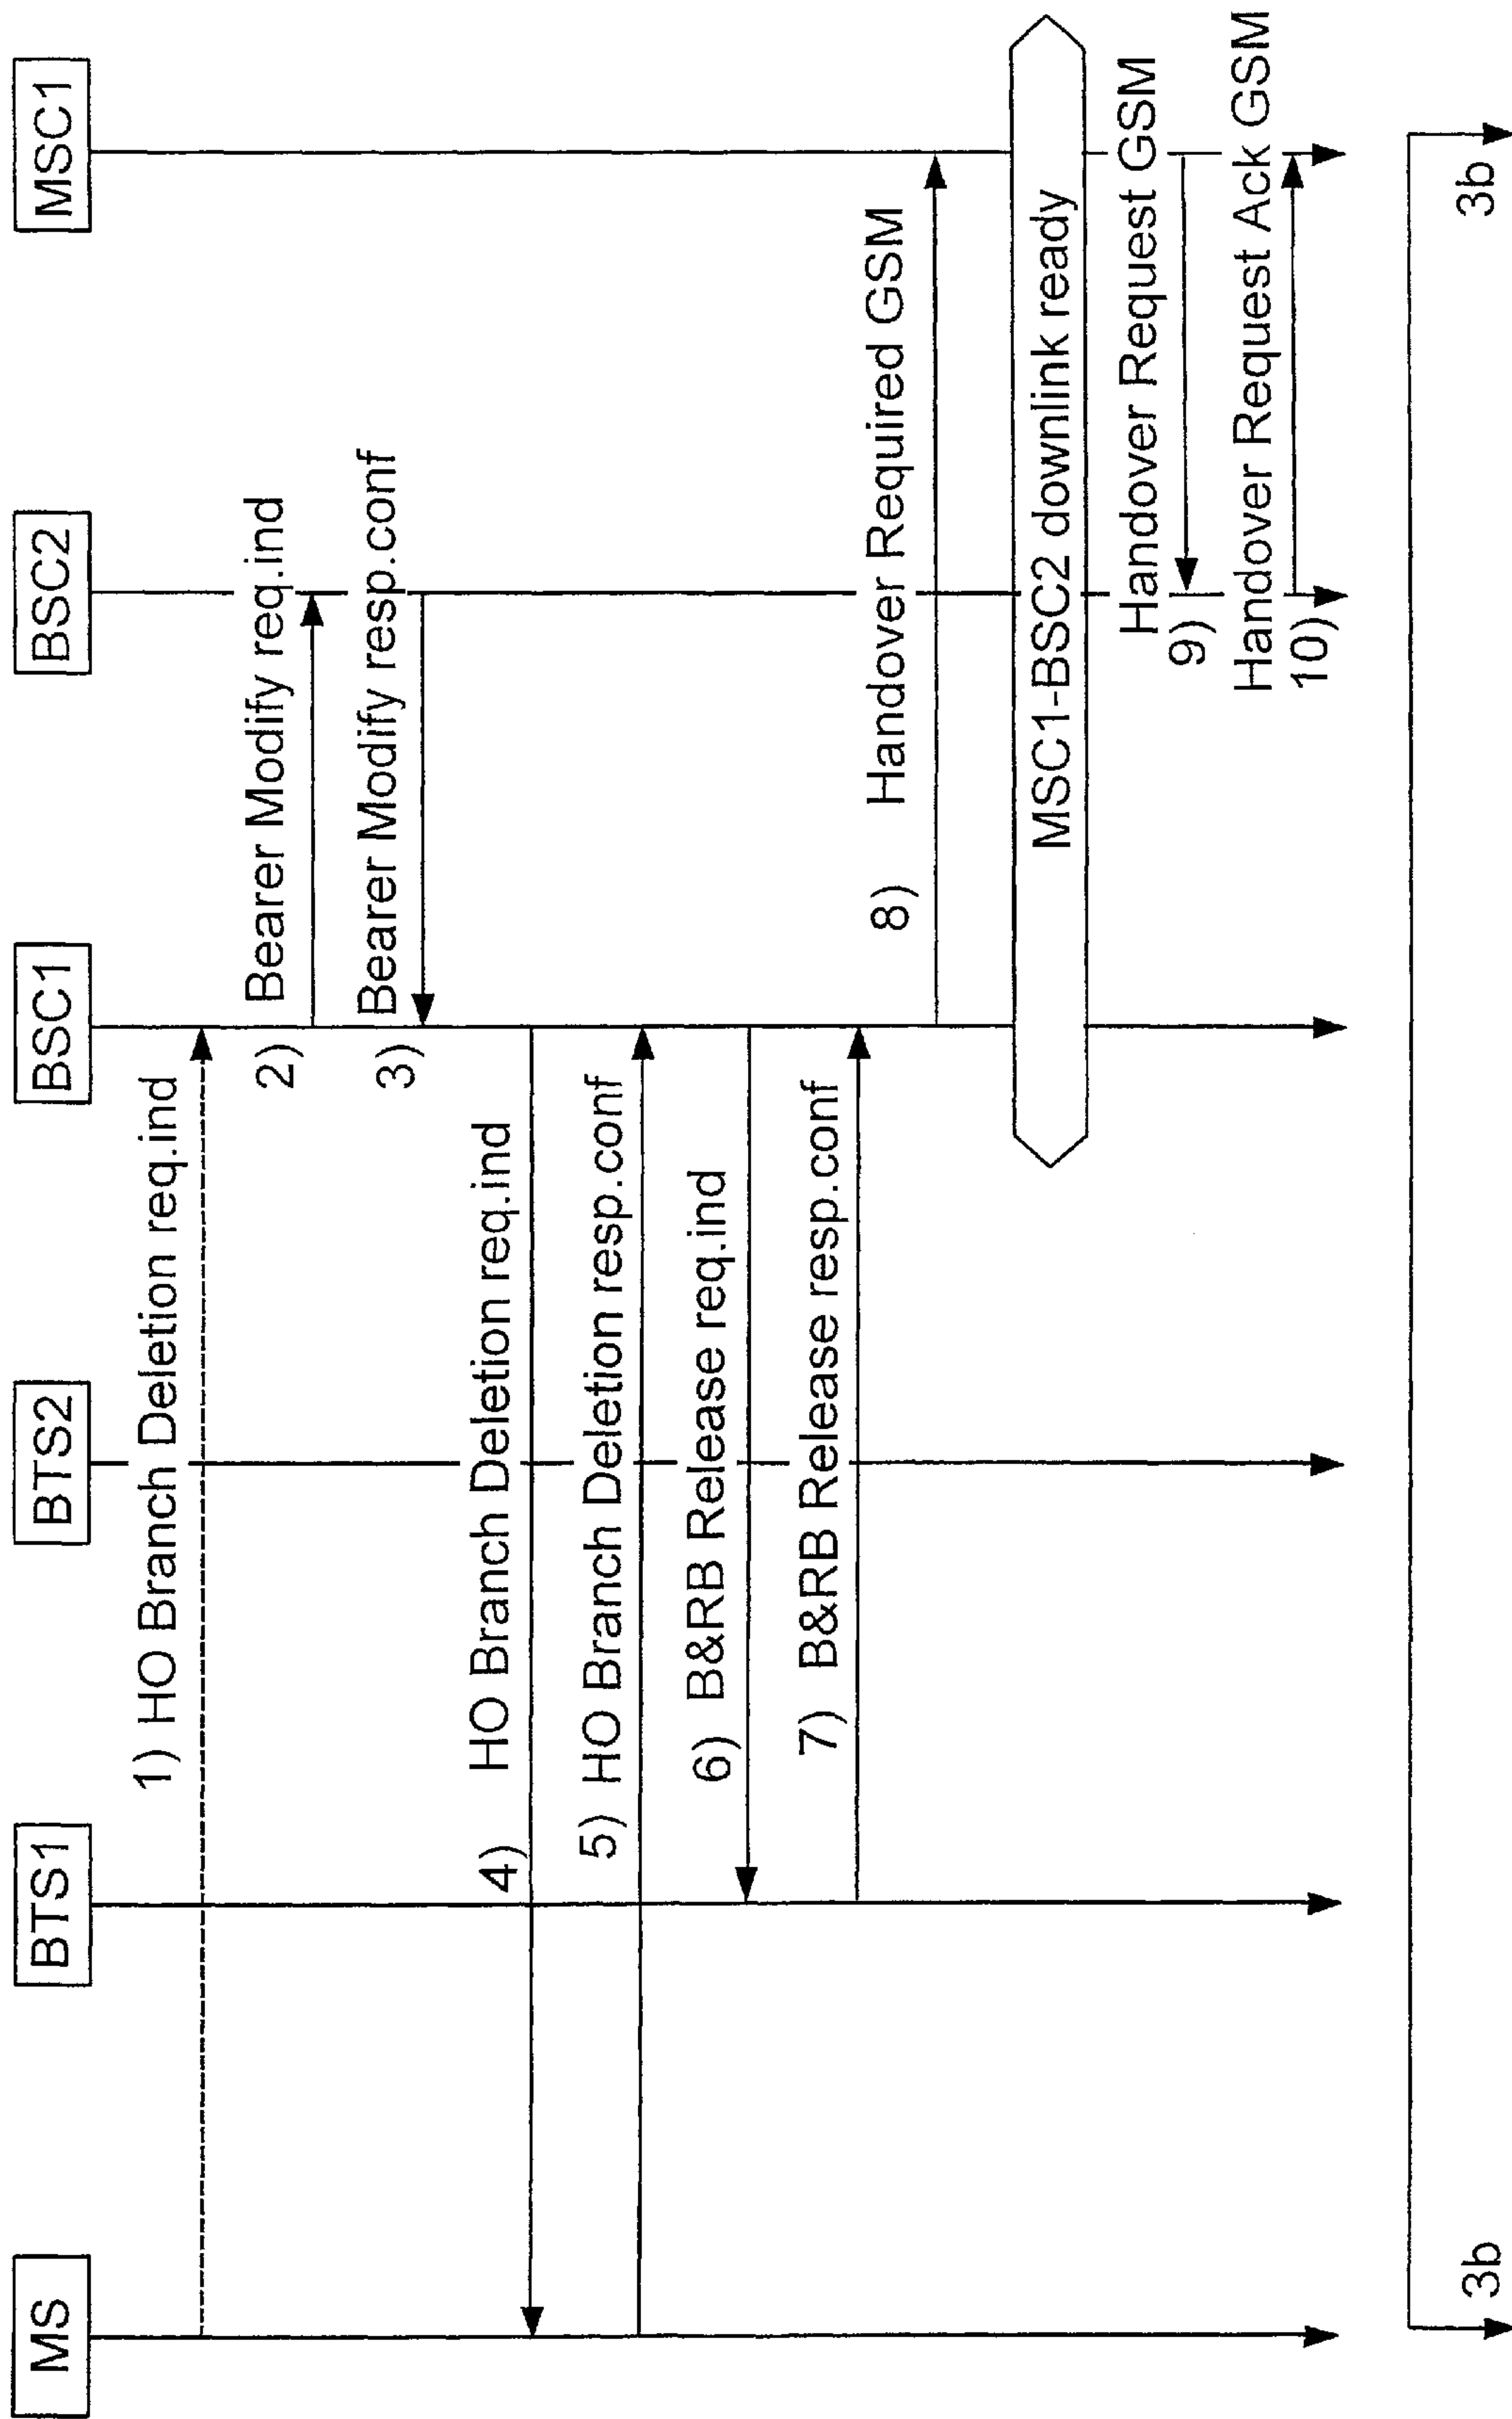 MS
BTS1
BTS2
BSC1
BSC2
MSC1
1) HO Branch Deletion req.ind
2) Bearer Modify req.ind
3) Bearer Modify resp.conf
4) HO Branch Deletion req.ind
5) HO Branch Deletion resp.conf
6) B&RB Release req.ind
7) B&RB Release resp.conf
8) Handover Required GSM
MSC1-BSC2 downlink ready
Handover Request GSM
9)
Handover Request Ack GSM
10)
3b
3b